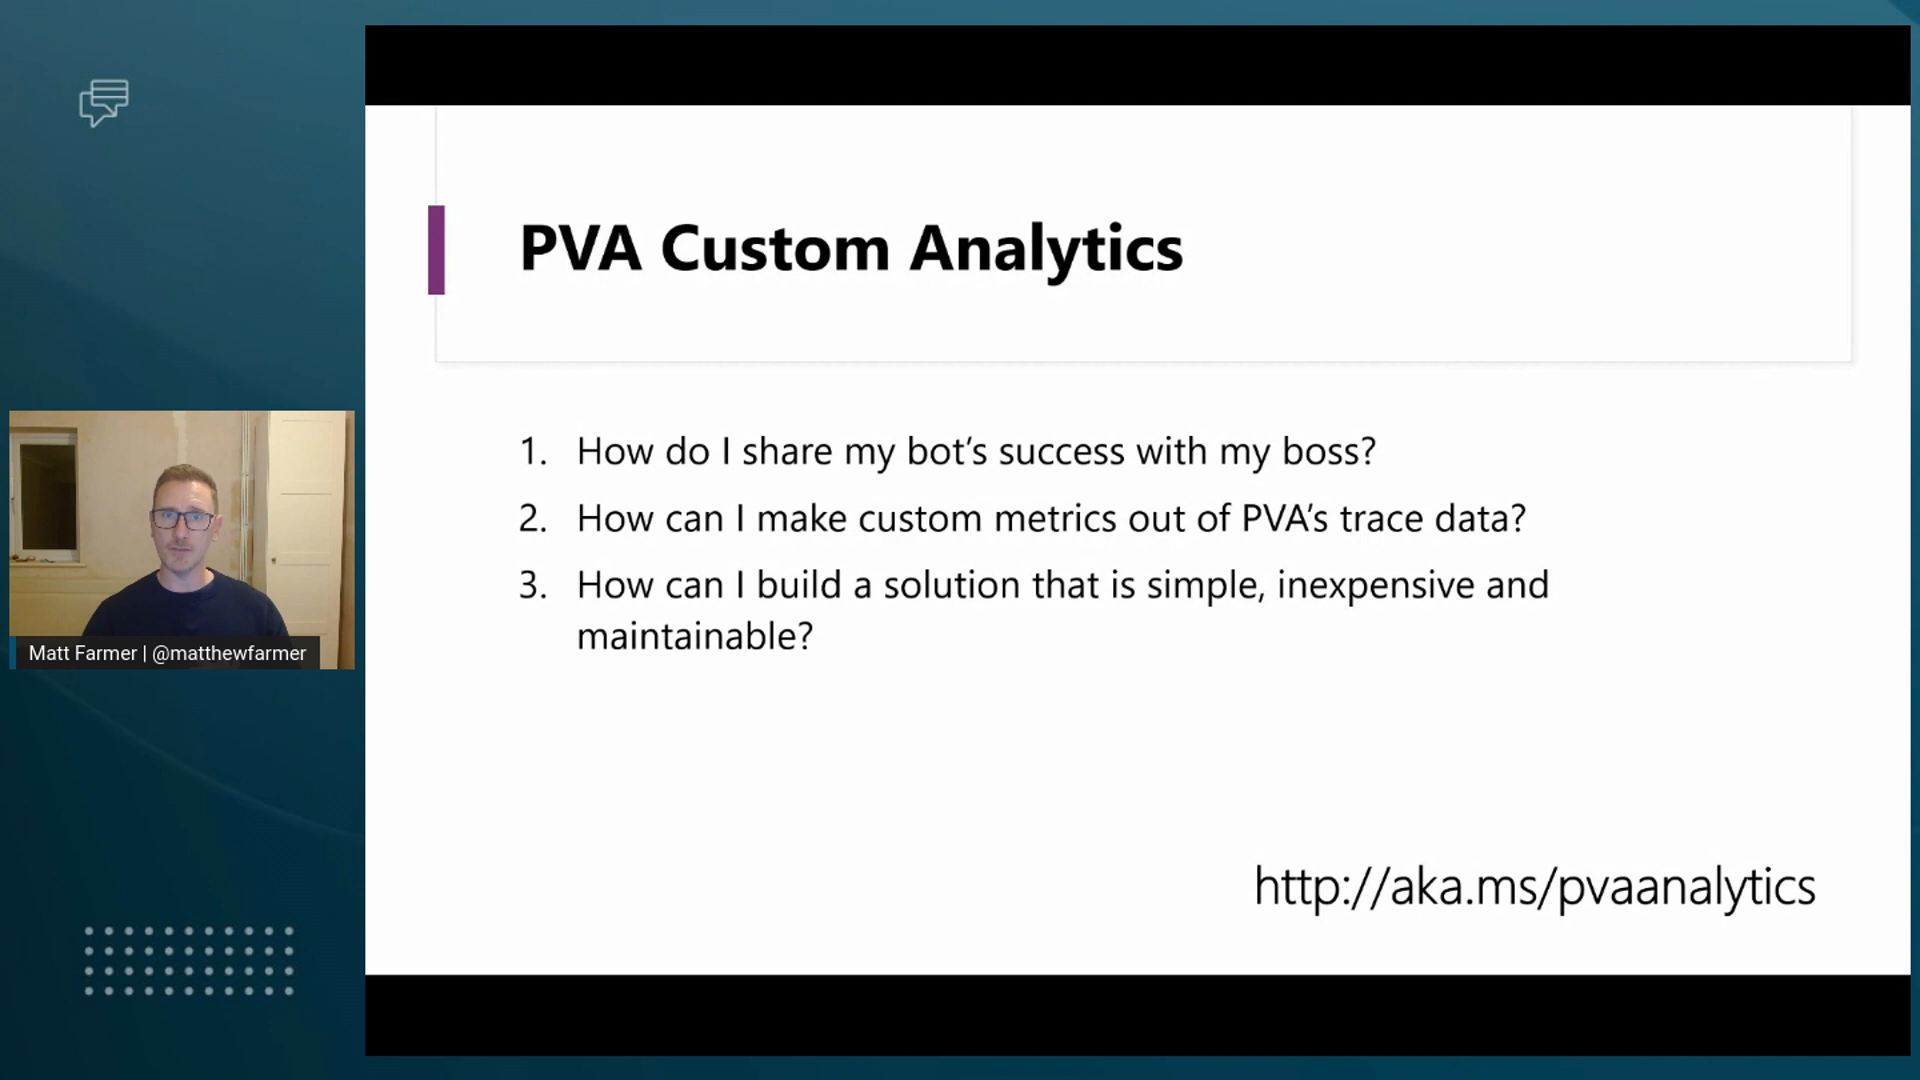 PVA Custom Analytics
1. How do I share my bot's success with my boss?
2. How can I make custom metrics out of PVA's trace data?
3. How can I build a solution that is simple, inexpensive and
maintainable?
http://aka.ms/pvaanalytics
Matt Farmer | @matthewfarmer